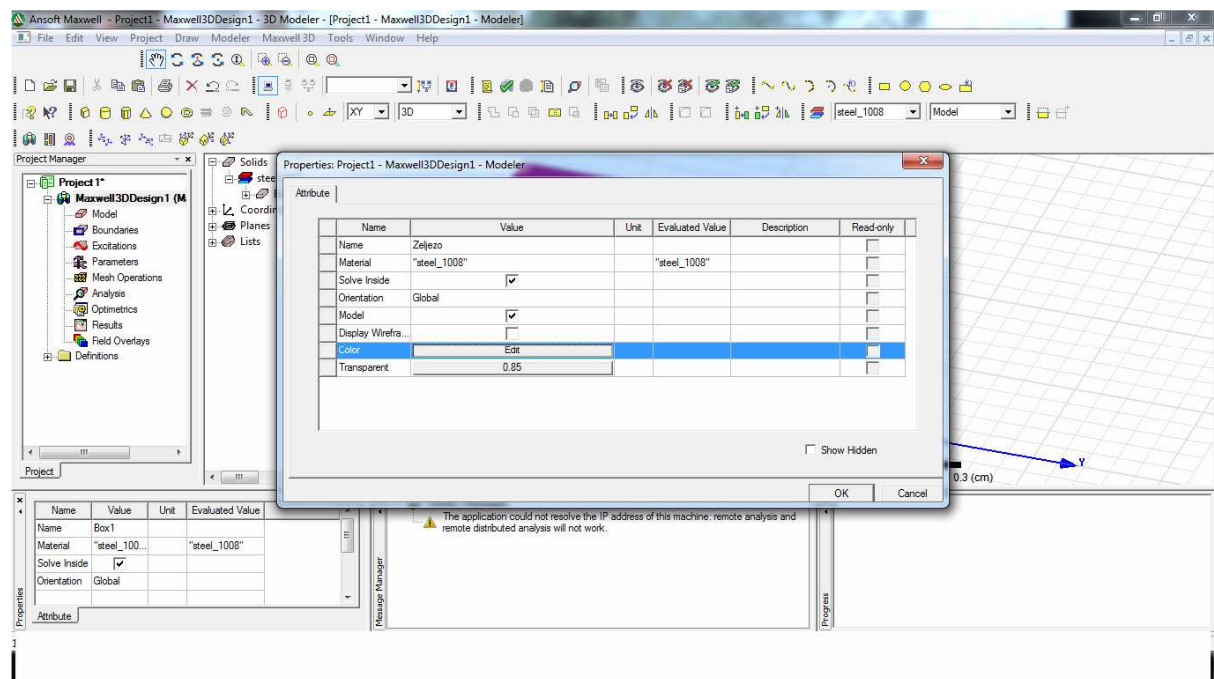 Ansoft Maxwell - Project1 - Maxwell3DDesign1 - 3D Modeler - [Project1 - Maxwell3DDesign1 - Modeler]
File Edit View Project Draw Modeler Maxwell 3D Tools Window Help
XY 3D steel_1008 Model
Project Manager
Project1*
Maxwell3DDesign1 (M
Model
Boundaries
Excitations
Parameters
Mesh Operations
Analysis
Optimetrics
Results
Field Overlays
Definitions
Project
Solids
stee
Coordin
Planes
Lists
Properties: Project1 - Maxwell3DDesign1 - Modeler
Attribute
Name Value Unit Evaluated Value Description Read-only
Name Zeljezo
Material "steel_1008" "steel_1008"
Solve Inside
Orientation Global
Model
Display Wirefra...
Color Edit
Transparent 0.85
Show Hidden
OK Cancel
Y
0.3 (cm)
Name Value Unit Evaluated Value
Name Box1
Material "steel_100... "steel_1008"
Solve Inside
Orientation Global
Attribute
Properties
The application could not resolve the IP address of this machine: remote analysis and
remote distributed analysis will not work.
Message Manager
Progress